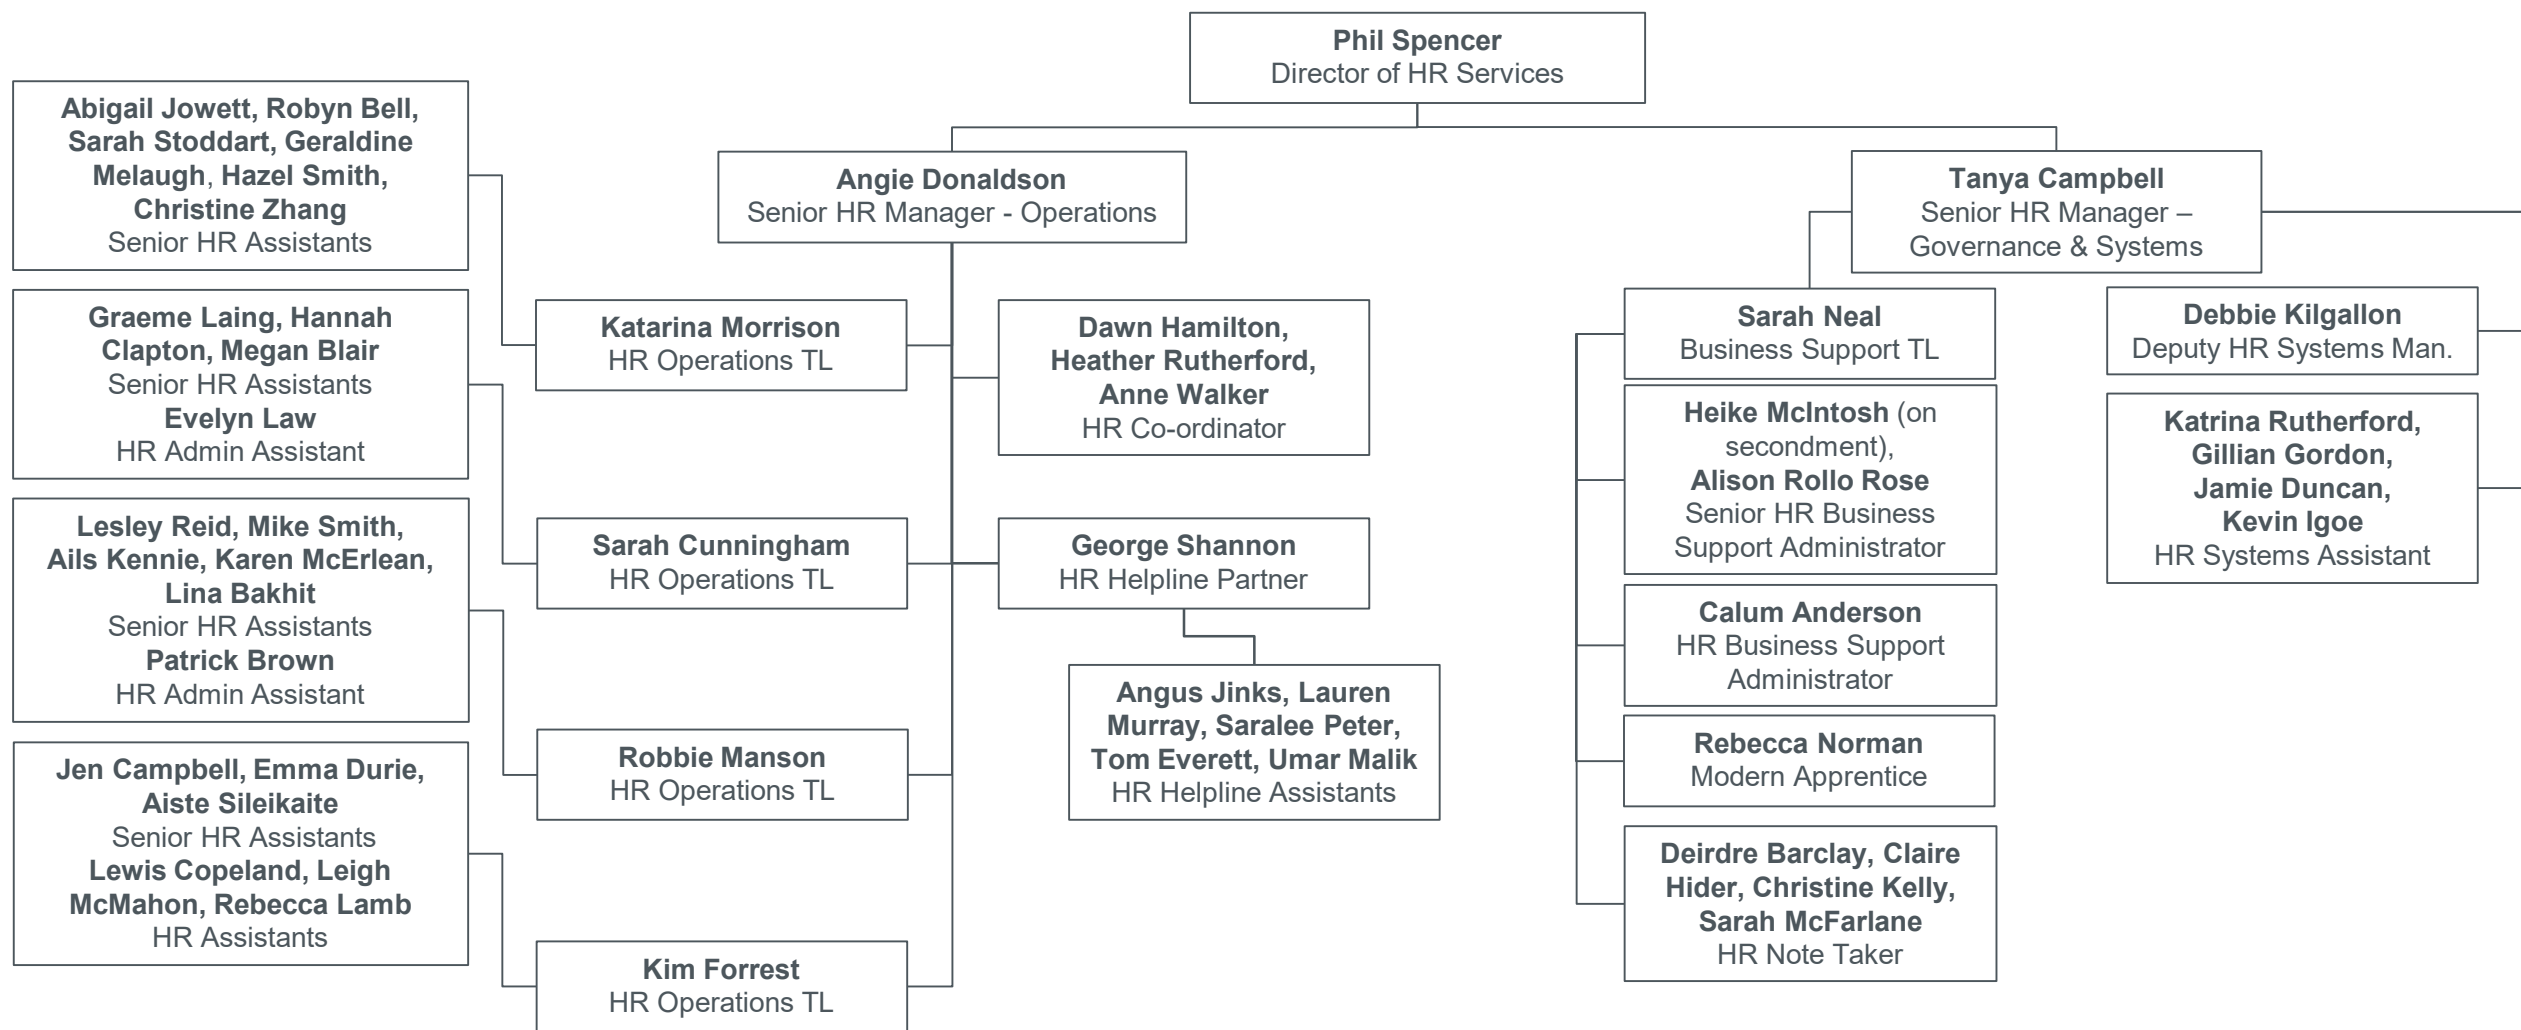 Phil Spencer
Director of HR Services
Abigail Jowett, Robyn Bell,
Sarah Stoddart, Geraldine
Melaugh, Hazel Smith,
Christine Zhang
Senior HR Assistants
Graeme Laing, Hannah
Clapton, Megan Blair
Senior HR Assistants
Evelyn Law
HR Admin Assistant
Lesley Reid, Mike Smith,
Ails Kennie, Karen McErlean,
Lina Bakhit
Senior HR Assistants
Patrick Brown
HR Admin Assistant
Jen Campbell, Emma Durie,
Aiste Sileikaite
Senior HR Assistants
Lewis Copeland, Leigh
McMahon, Rebecca Lamb
HR Assistants
Angie Donaldson
Senior HR Manager - Operations
Katarina Morrison
HR Operations TL
Sarah Cunningham
HR Operations TL
Robbie Manson
HR Operations TL
Kim Forrest
HR Operations TL
Dawn Hamilton,
Heather Rutherford,
Anne Walker
HR Co-ordinator
George Shannon
HR Helpline Partner
Angus Jinks, Lauren
Murray, Saralee Peter,
Tom Everett, Umar Malik
HR Helpline Assistants
Tanya Campbell
Senior HR Manager –
Governance & Systems
Sarah Neal
Business Support TL
Heike McIntosh (on
secondment),
Alison Rollo Rose
Senior HR Business
Support Administrator
Calum Anderson
HR Business Support
Administrator
Rebecca Norman
Modern Apprentice
Deirdre Barclay, Claire
Hider, Christine Kelly,
Sarah McFarlane
HR Note Taker
Debbie Kilgallon
Deputy HR Systems Man.
Katrina Rutherford,
Gillian Gordon,
Jamie Duncan,
Kevin Igoe
HR Systems Assistant